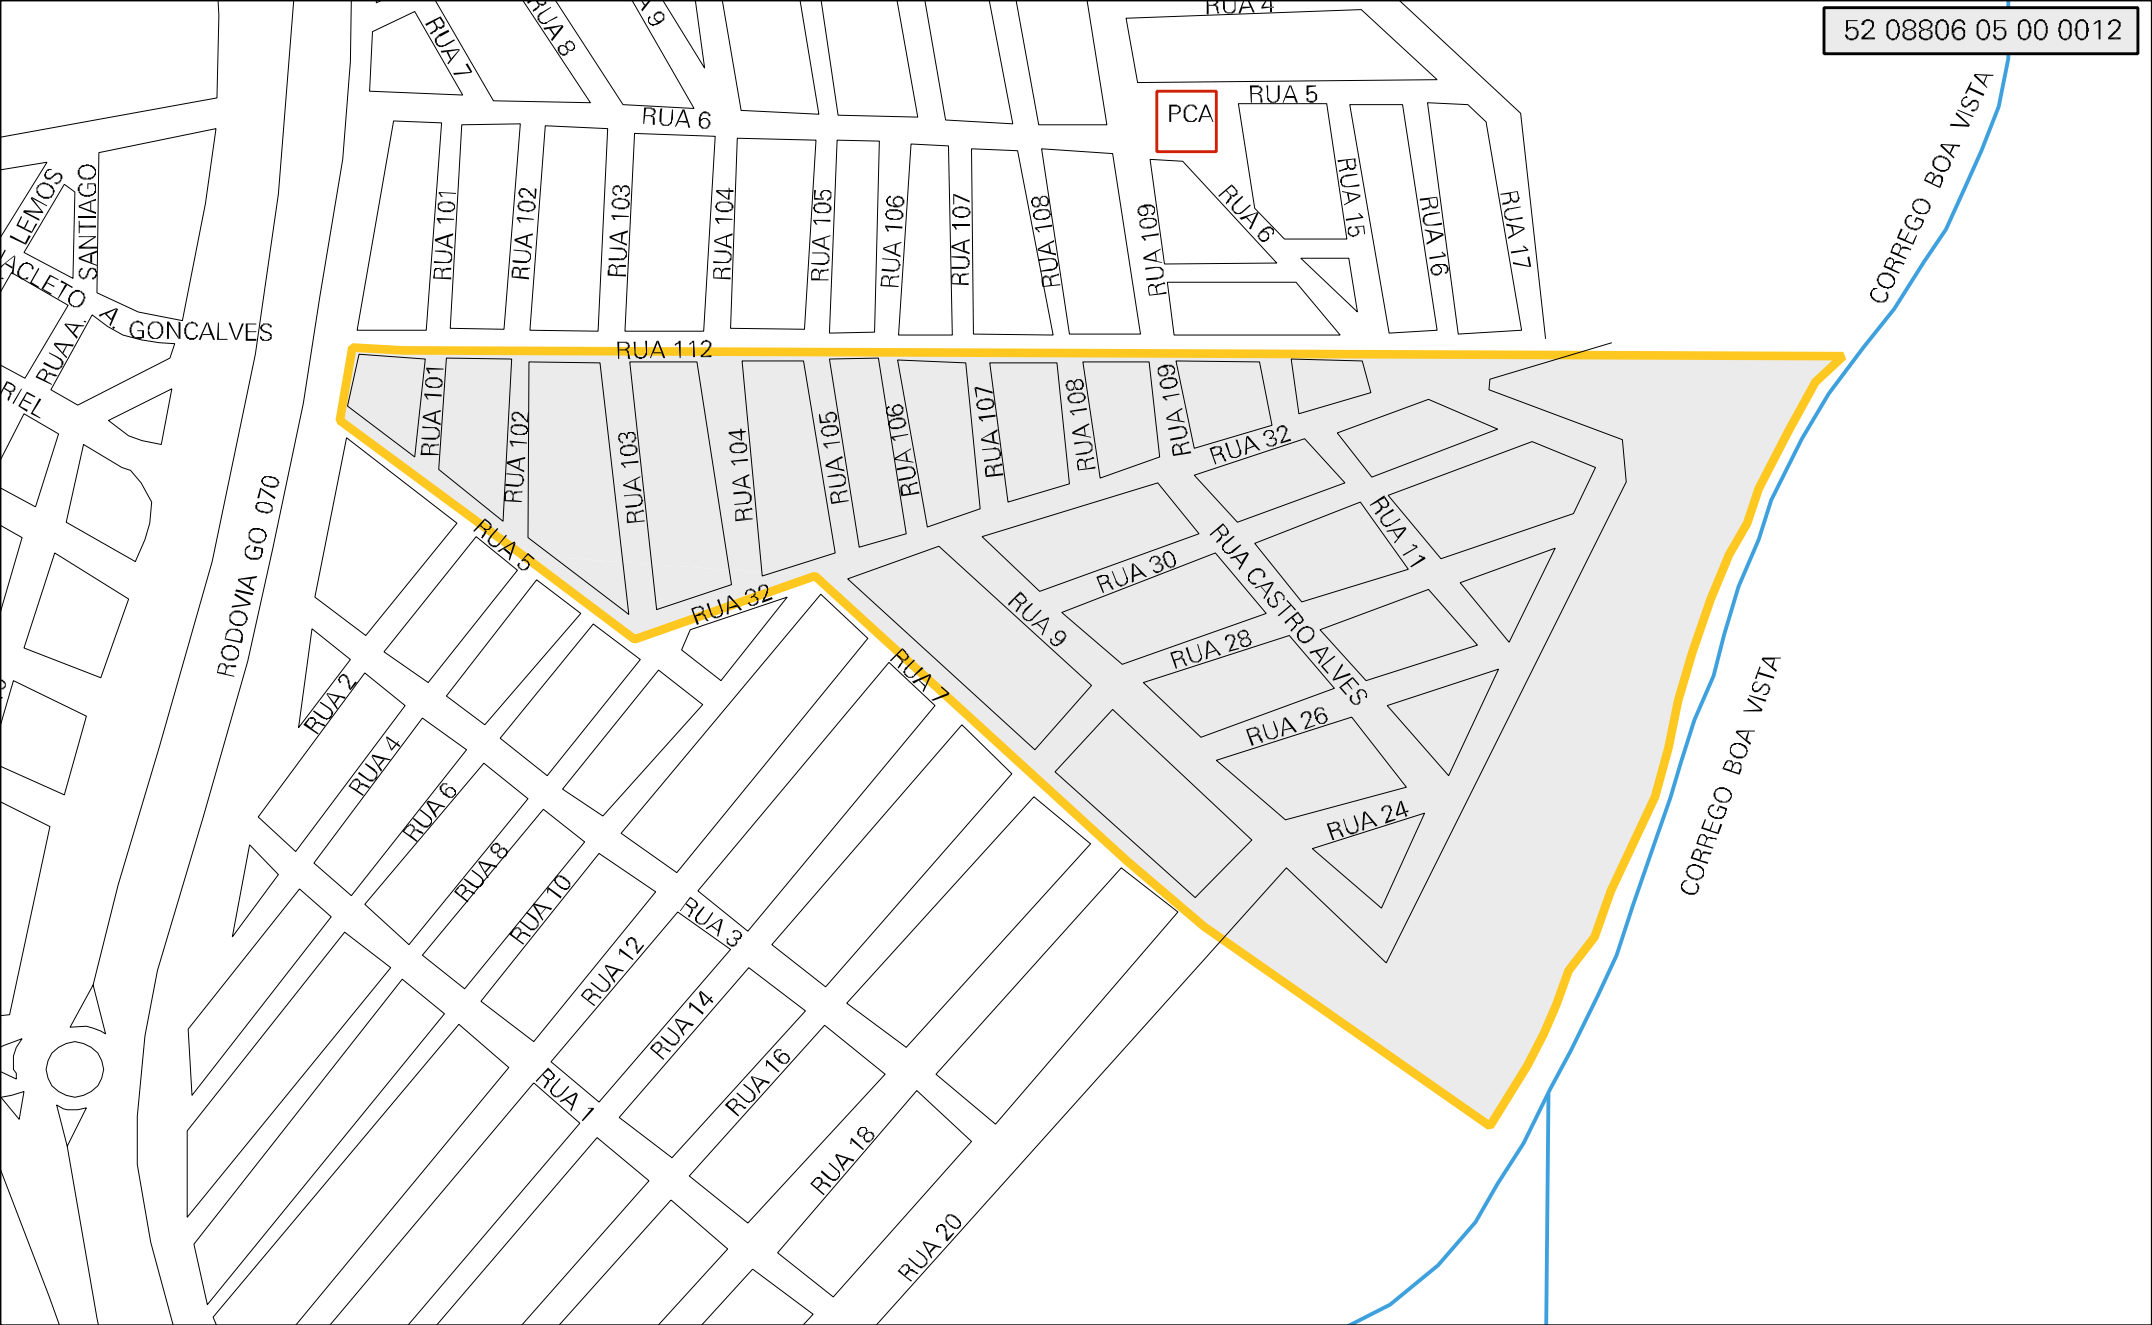 RUA 4
52 08806 05 00 0012
RUA 7
RUA 8
RUA 5
RUA 6
PCA
CORREGO BOA VISTA
LEMOS
SANTIAGO
RUA 101
RUA 102
RUA 103
RUA 104
RUA 105
RUA 106
RUA 107
RUA 108
RUA 109
RUA 6
RUA 15
RUA 16
RUA 17
ACLETO
RUA A.
A. GONCALVES
RIEL
RUA 112
RUA 101
RUA 102
RUA 103
RUA 104
RUA 105
RUA 106
RUA 107
RUA 108
RUA 109
RUA 32
RODOVIA GO 070
RUA 5
RUA 11
RUA 30
RUA CASTRO ALVES
RUA 32
RUA 9
RUA 28
RUA 7
RUA 26
RUA 24
CORREGO BOA VISTA
RUA 2
RUA 4
RUA 6
RUA 8
RUA 10
RUA 3
RUA 12
RUA 14
RUA 1
RUA 16
RUA 18
RUA 20